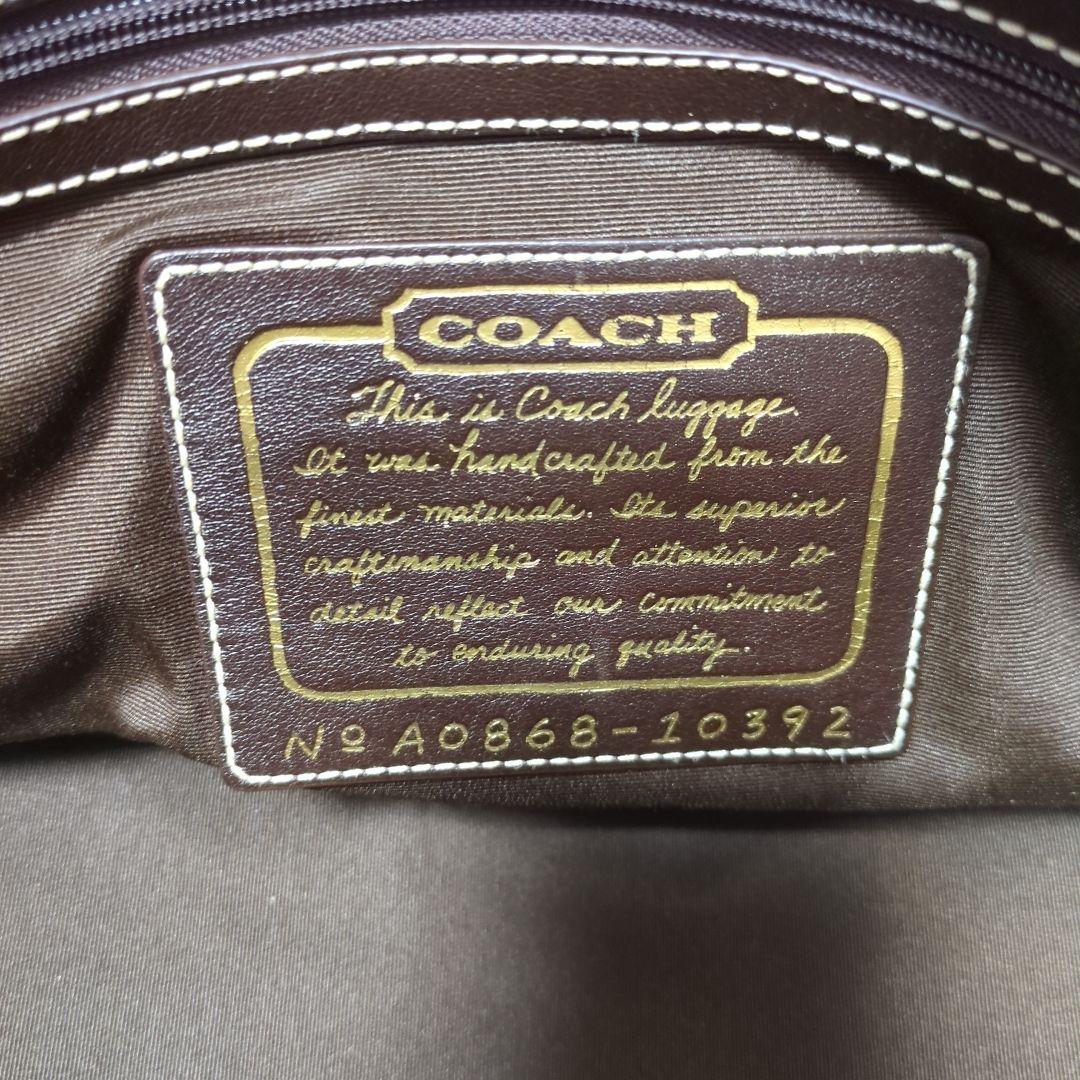 COACH
This is Coach luggage.
It was handcrafted from the
finest materials. Its superior
craftsmanship and attention to
detail reflect our commitment
to enduring quality.
Nº A0868-10392